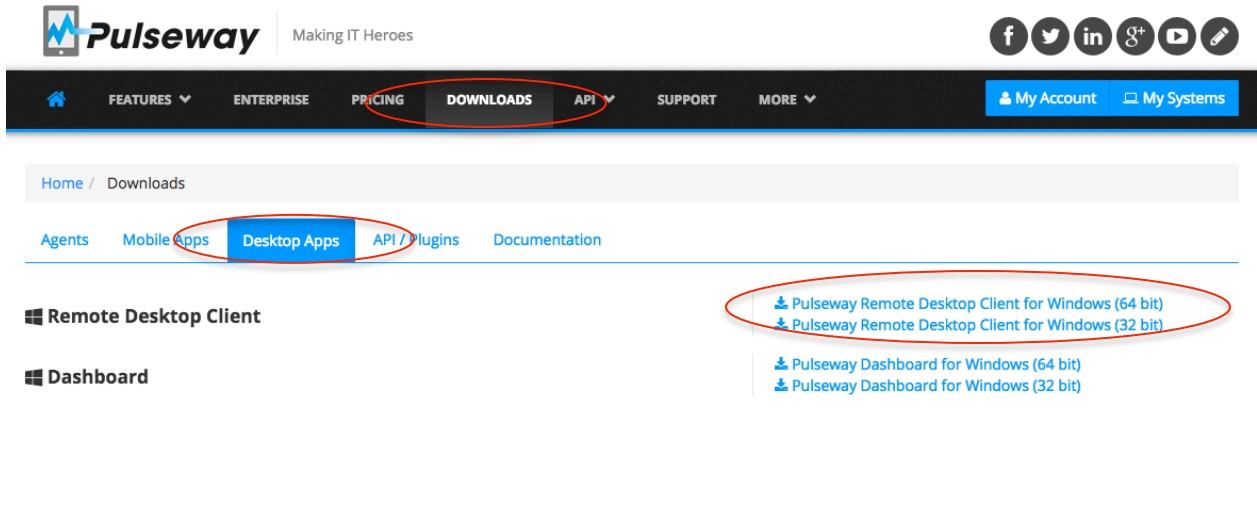 Pulseway Making IT Heroes
f in g+
FEATURES ENTERPRISE PRICING DOWNLOADS API SUPPORT MORE My Account My Systems
Home / Downloads
Agents Mobile Apps Desktop Apps API / Plugins Documentation
Remote Desktop Client
Pulseway Remote Desktop Client for Windows (64 bit)
Pulseway Remote Desktop Client for Windows (32 bit)
Dashboard
Pulseway Dashboard for Windows (64 bit)
Pulseway Dashboard for Windows (32 bit)